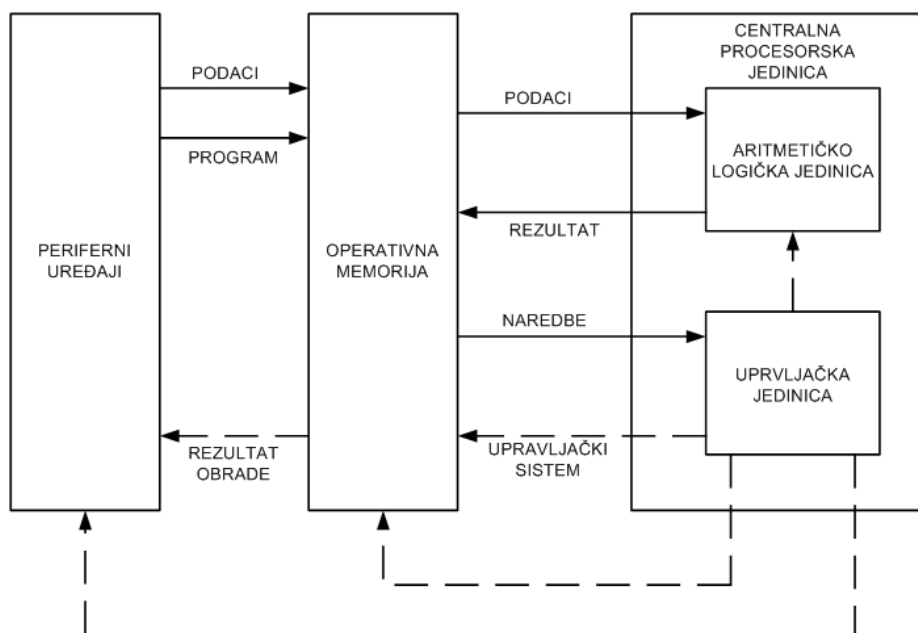 CENTRALNA
PROCESORSKA
JEDINICA
PODACI
PODACI
PROGRAM
ARITMETIČKO
LOGIČKA JEDINICA
REZULTAT
PERIFERNI
UREĐAJI
OPERATIVNA
MEMORIJA
NAREDBE
UPRVLJAČKA
JEDINICA
REZULTAT
OBRADE
UPRAVLJAČKI
SISTEM